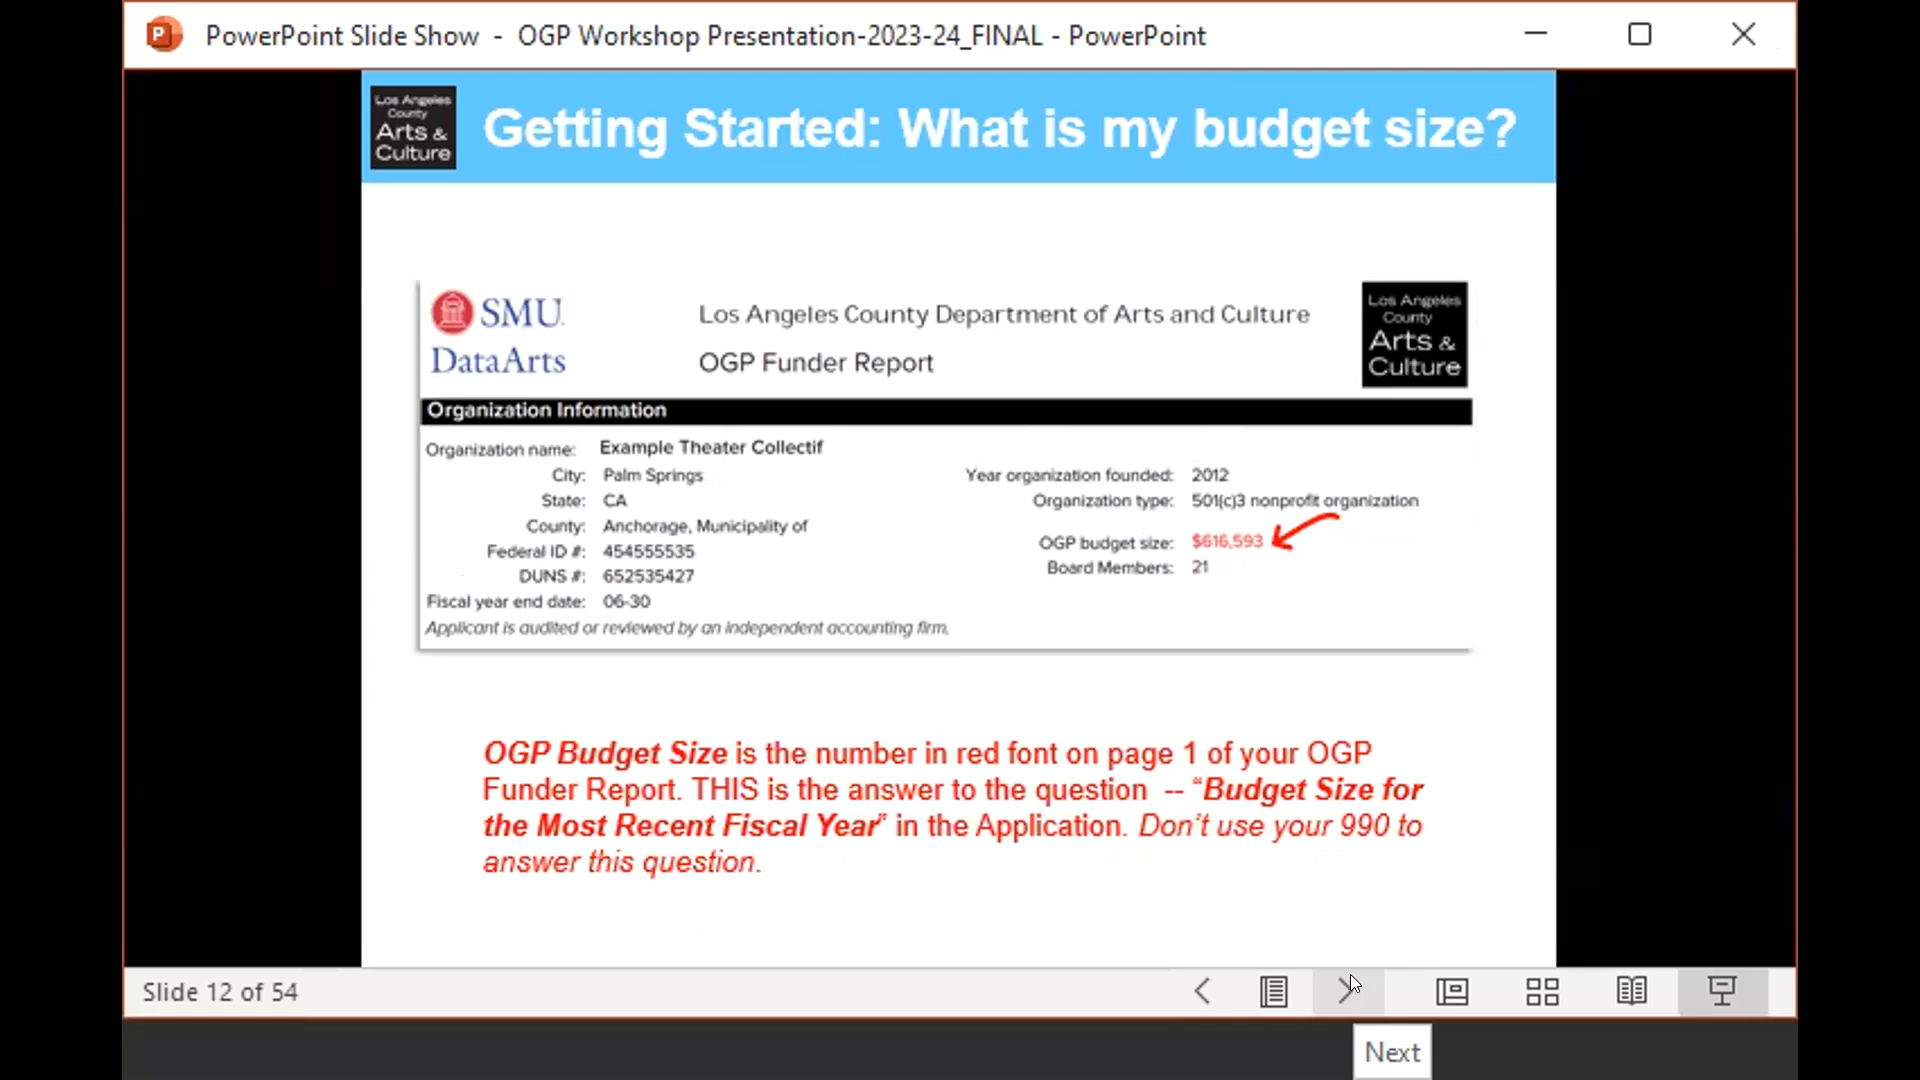 PowerPoint Slide Show - OGP Workshop Presentation-2023-24_FINAL - PowerPoint
Los Angeles
County
Arts &
Culture
Getting Started: What is my budget size?
SMU.
DataArts
Los Angeles County Department of Arts and Culture
OGP Funder Report
Los Angeles
County
Arts &
Culture
Organization Information
Organization name: Example Theater Collectif
City: Palm Springs
State: CA
County: Anchorage, Municipality of
Federal ID #: 454555535
DUNS #: 652535427
Fiscal year end date: 06-30
Applicant is audited or reviewed by an independent accounting firm.
Year organization founded: 2012
Organization type: 501(c)3 nonprofit organization
OGP budget size: $616,593
Board Members: 21
OGP Budget Size is the number in red font on page 1 of your OGP
Funder Report. THIS is the answer to the question -- “Budget Size for
the Most Recent Fiscal Year” in the Application. Don’t use your 990 to
answer this question.
Slide 12 of 54
Next